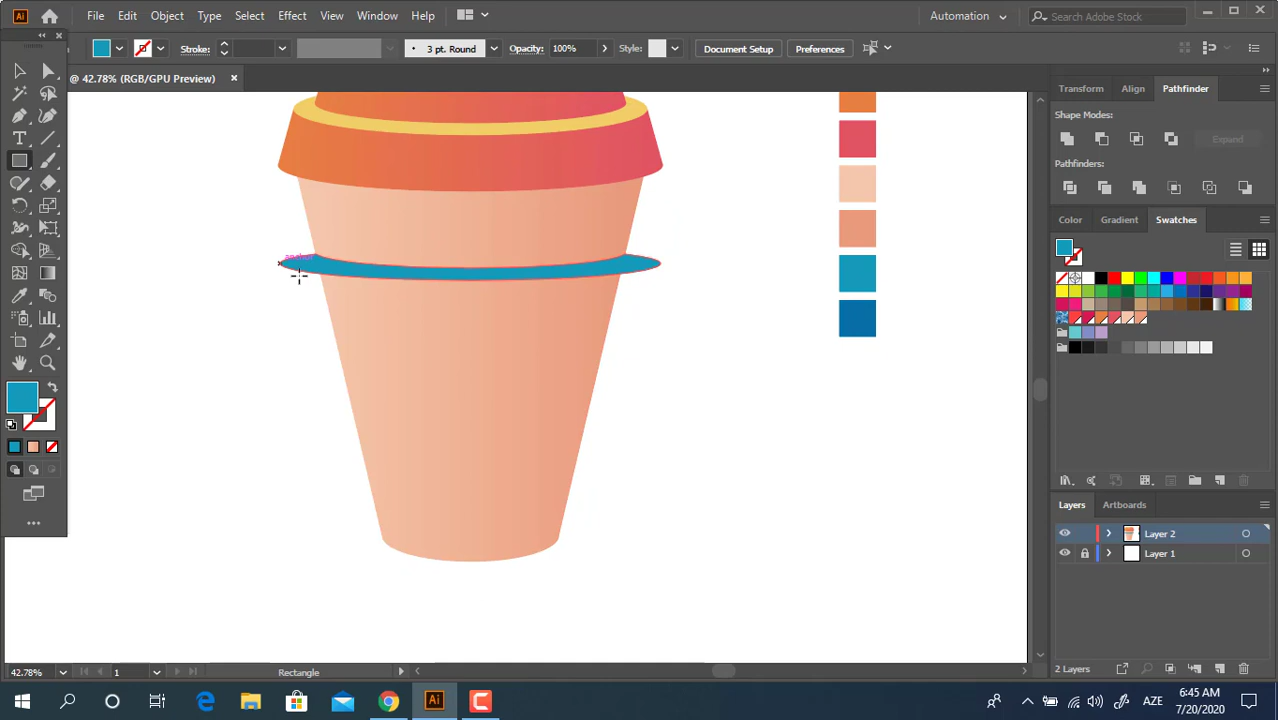 Ai File Edit Object Type Select Effect View Window Help Automation Search Adobe Stock
Stroke: 3 pt. Round Opacity: 100% Style: Document Setup Preferences
@ 42.78% (RGB/GPU Preview)
Transform Align Pathfinder
Shape Modes:
Expand
Pathfinders:
Color Gradient Swatches
anchor
Layers Artboards
Layer 2
Layer 1
42.78% 1 Rectangle 2 Layers
Ai AZE 6:45 AM
7/20/2020